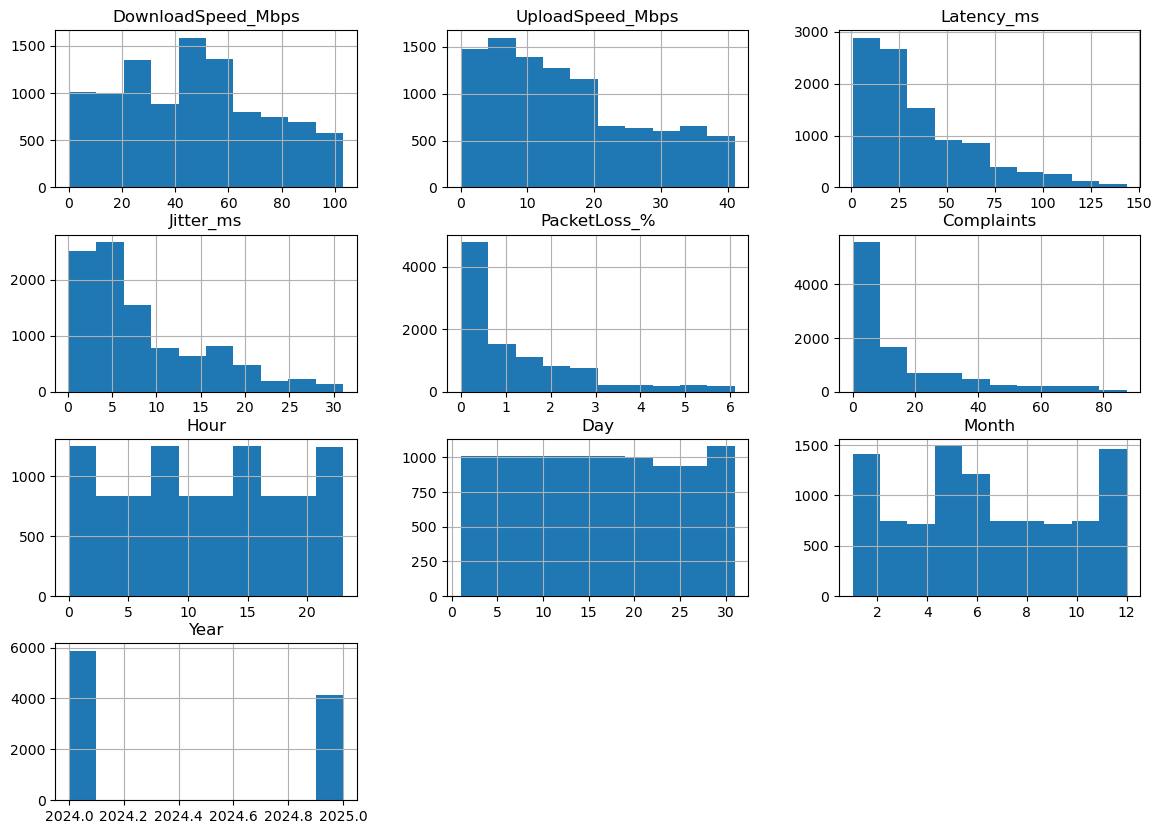 DownloadSpeed_Mbps UploadSpeed_Mbps Latency_ms
1500 1000 500 0
0 20 40 60 80 100
1500 1250 1000 750 500 250 0
0 10 20 30 40
3000 2000 1000 0
0 25 50 75 100 125 150
Jitter_ms PacketLoss_% Complaints
2000 1000 0
0 5 10 15 20 25 30
4000 2000 0
0 1 2 3 4 5 6
4000 2000 0
0 20 40 60 80
Hour Day Month
1000 500 0
0 5 10 15 20
1000 750 500 250 0
0 5 10 15 20 25 30
1500 1000 500 0
2 4 6 8 10 12
Year
6000 4000 2000 0
2024.0 2024.2 2024.4 2024.6 2024.8 2025.0